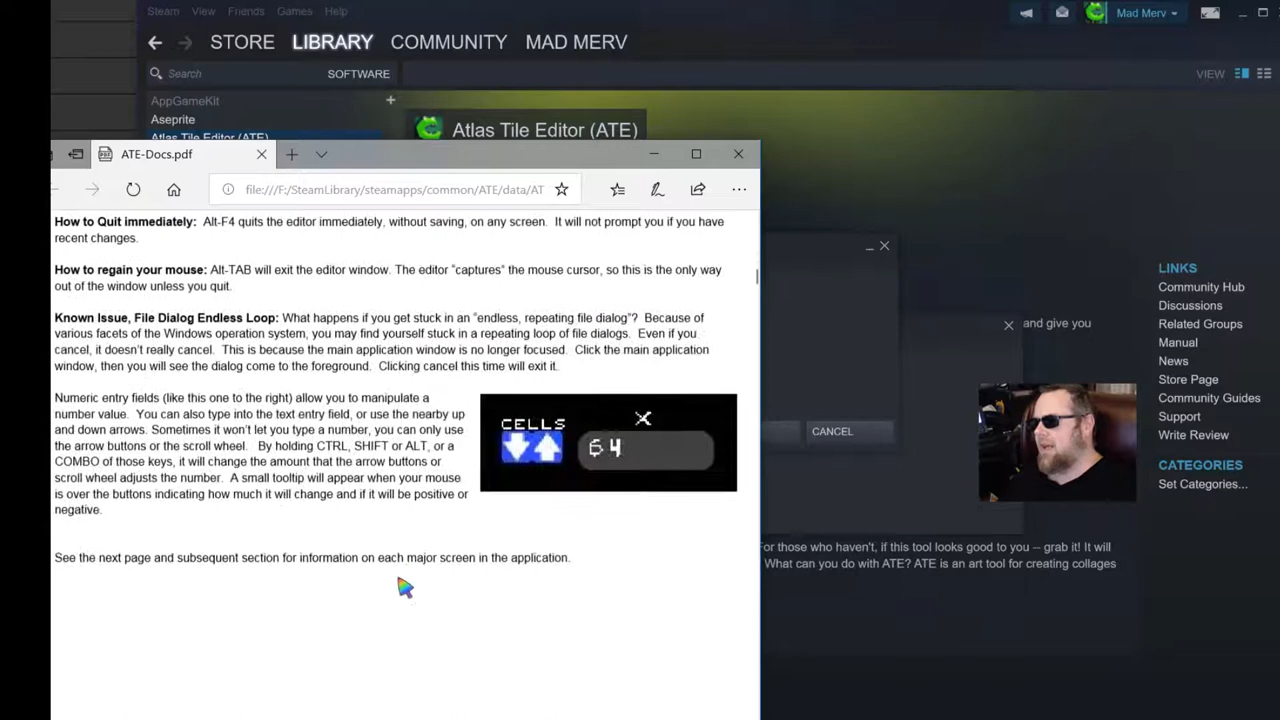 Steam View Friends Games Help
Mad Merv
STORE LIBRARY COMMUNITY MAD MERV
Search SOFTWARE
VIEW
AppGameKit
Aseprite
Atlas Tile Editor (ATE)
Atlas Tile Editor (ATE)
ATE-Docs.pdf
file:///F:/SteamLibrary/steamapps/common/ATE/data/AT
How to Quit immediately: Alt-F4 quits the editor immediately, without saving, on any screen. It will not prompt you if you have
recent changes.
How to regain your mouse: Alt-TAB will exit the editor window. The editor "captures" the mouse cursor, so this is the only way
out of the window unless you quit.
Known Issue, File Dialog Endless Loop: What happens if you get stuck in an "endless, repeating file dialog"? Because of
various facets of the Windows operation system, you may find yourself stuck in a repeating loop of file dialogs. Even if you
cancel, it doesn't really cancel. This is because the main application window is no longer focused. Click the main application
window, then you will see the dialog come to the foreground. Clicking cancel this time will exit it.
Numeric entry fields (like this one to the right) allow you to manipulate a
number value. You can also type into the text entry field, or use the nearby up
and down arrows. Sometimes it won't let you type a number, you can only use
the arrow buttons or the scroll wheel. By holding CTRL, SHIFT or ALT, or a
COMBO of those keys, it will change the amount that the arrow buttons or
scroll wheel adjusts the number. A small tooltip will appear when your mouse
is over the buttons indicating how much it will change and if it will be positive or
negative.
CELLS X
64
See the next page and subsequent section for information on each major screen in the application.
and give you
CANCEL
For those who haven't, if this tool looks good to you -- grab it! It will
What can you do with ATE? ATE is an art tool for creating collages
LINKS
Community Hub
Discussions
Related Groups
Manual
News
Store Page
Community Guides
Support
Write Review
CATEGORIES
Set Categories...